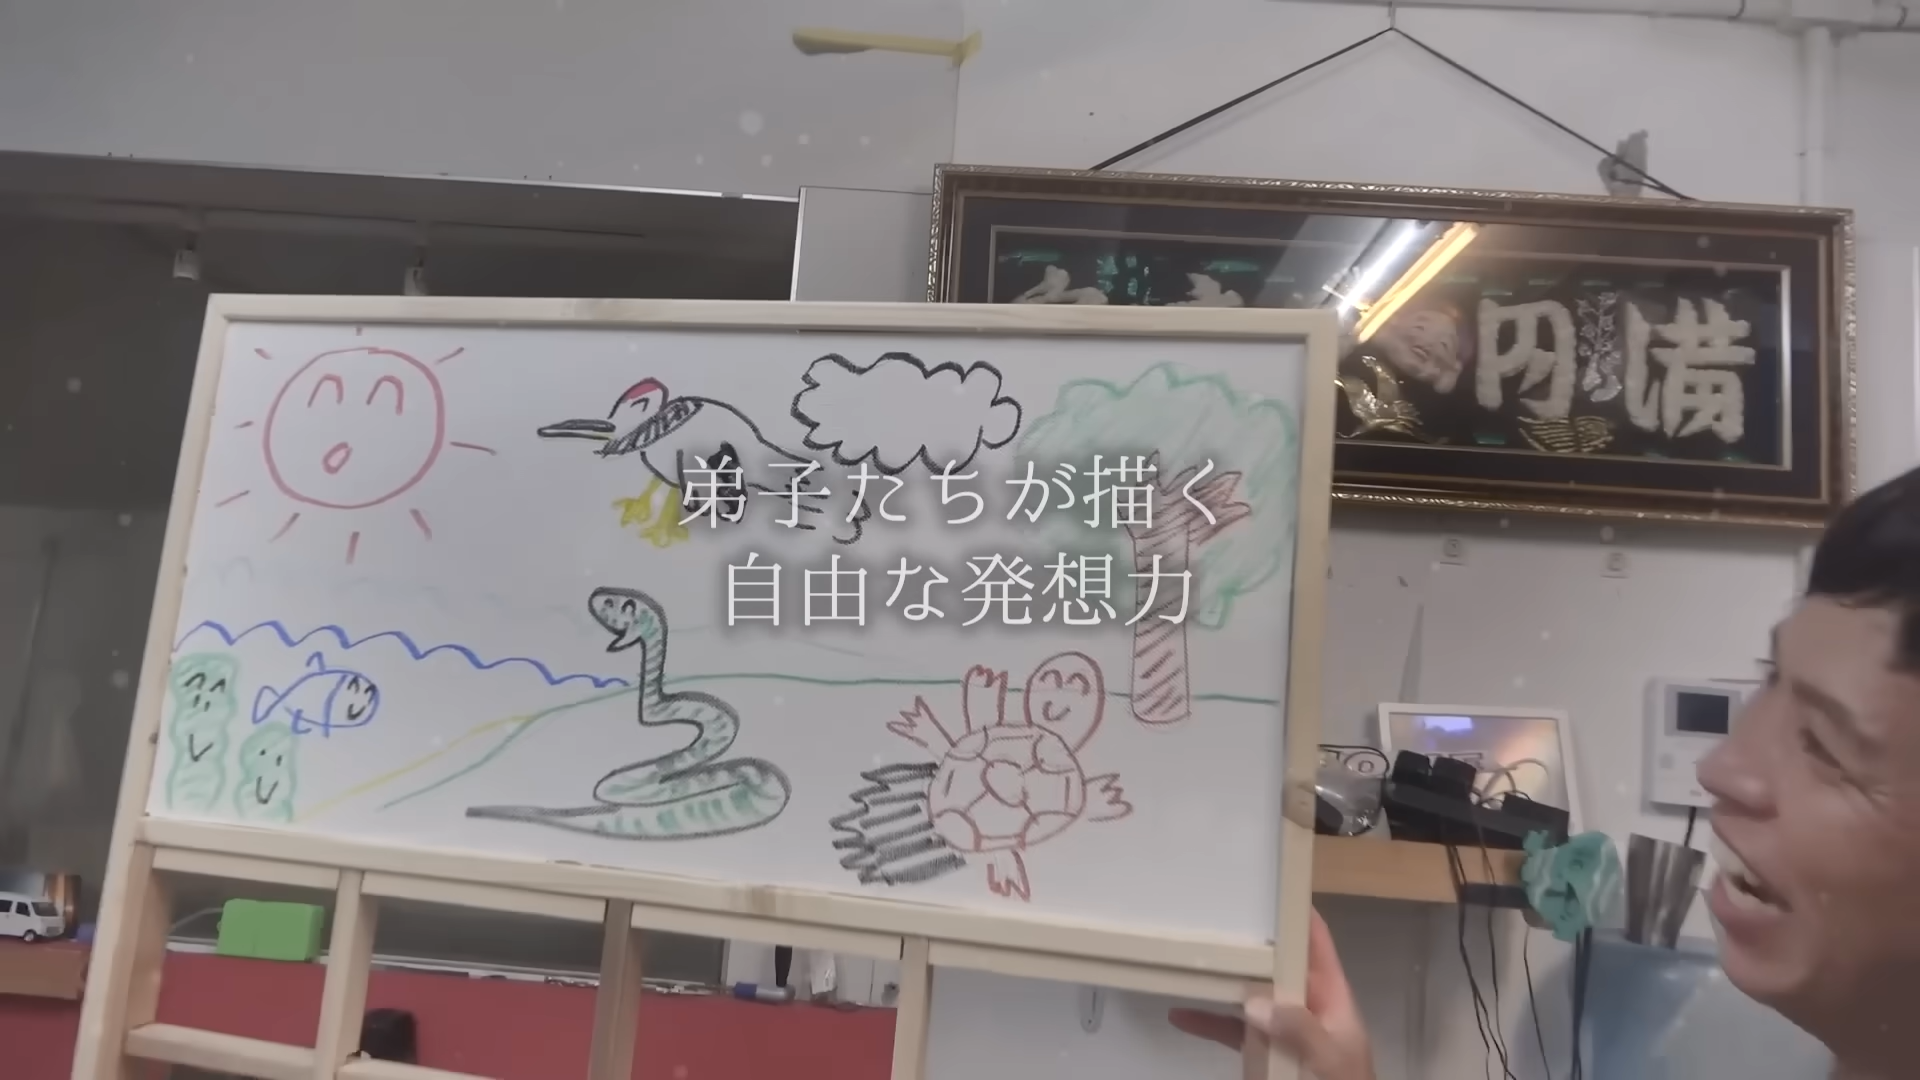 弟子たちが描く
自由な発想力
円満